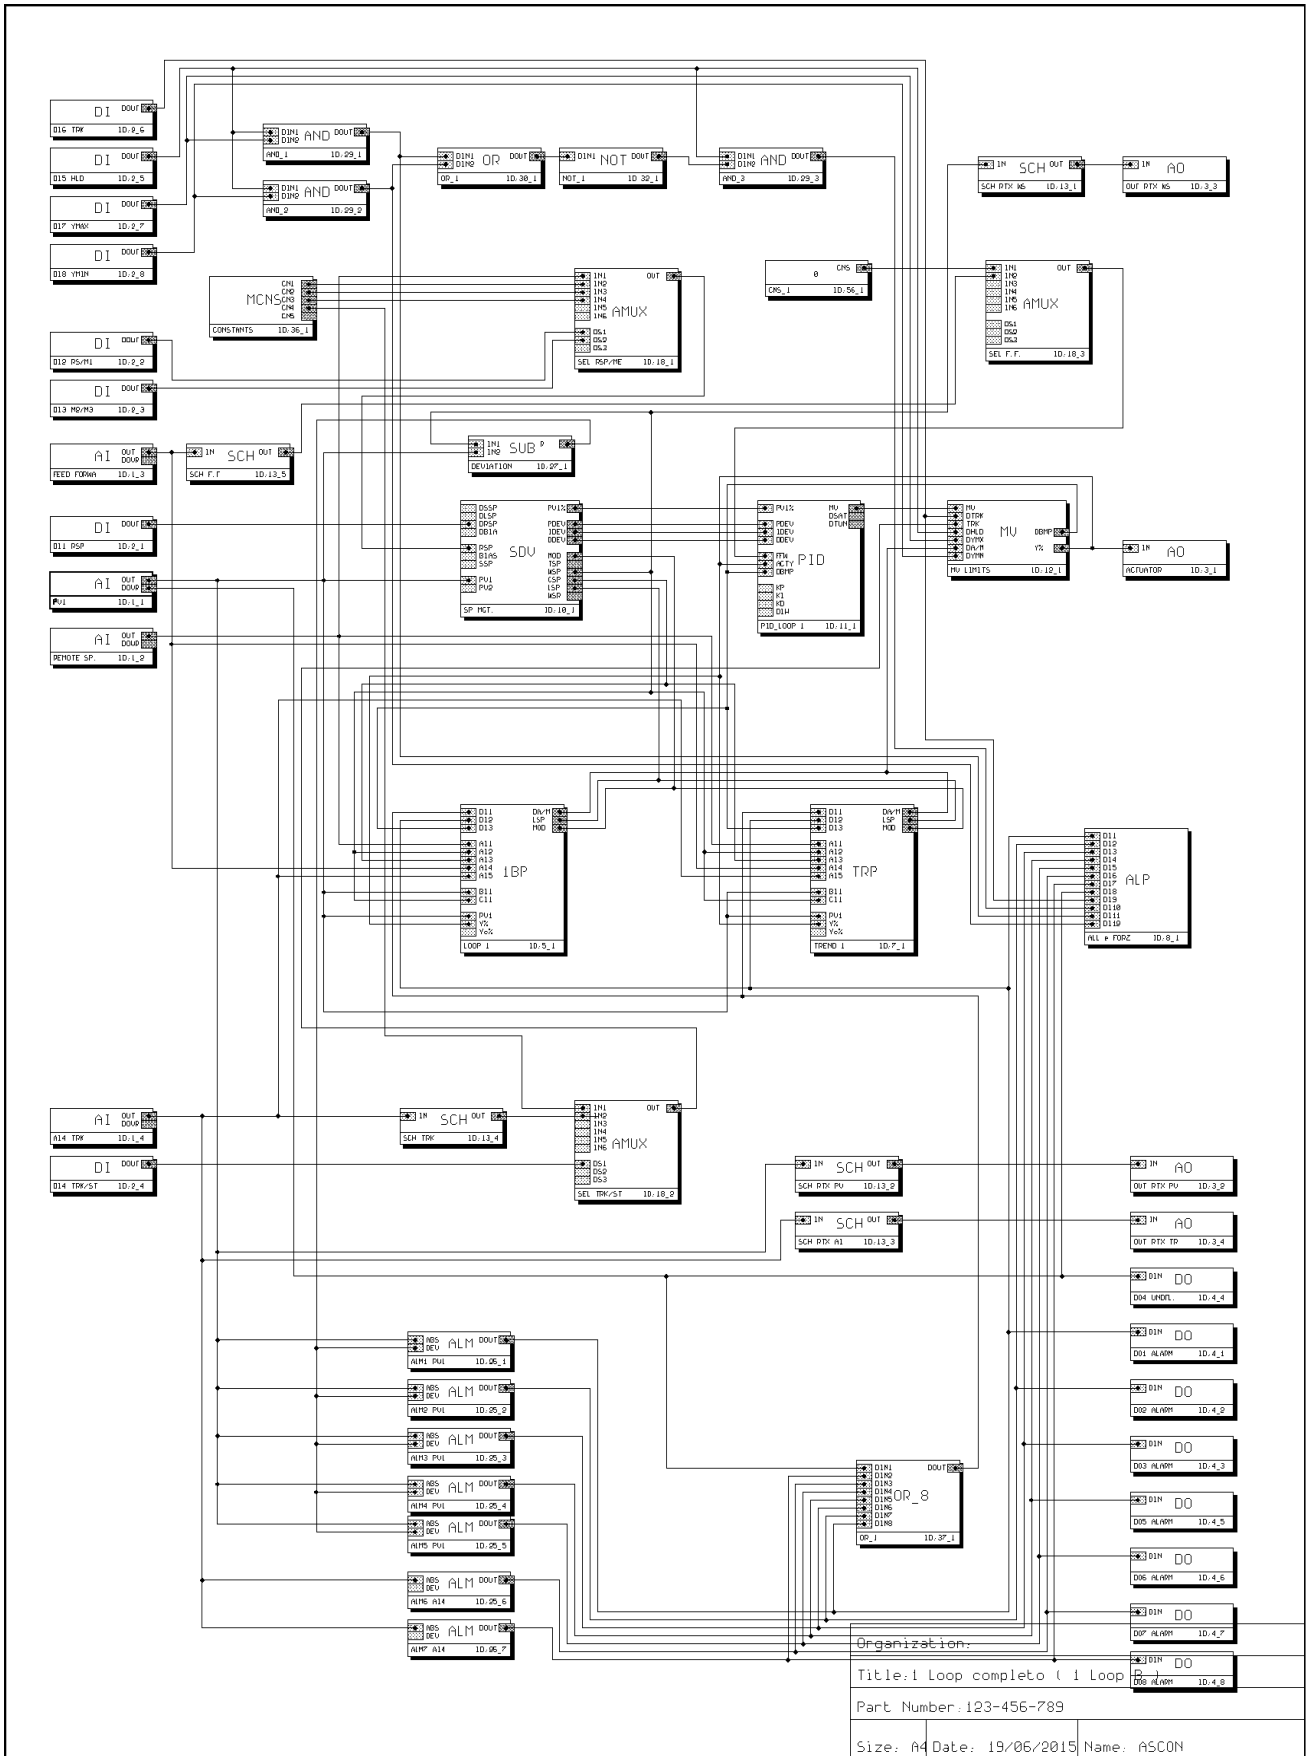 DI DOUT
DI6 TRK ID:2_6
DI DOUT
DI5 HLD ID:2_5
DI DOUT
DI7 YMAX ID:2_7
DI DOUT
DI8 YMIN ID:2_8
DIN1 AND DOUT
DIN2
AND_1 ID:29_1
DIN1 AND DOUT
DIN2
AND_2 ID:29_2
DIN1 OR DOUT
DIN2
OR_1 ID:30_1
DIN1 NOT DOUT
NOT_1 ID:32_1
DIN1 AND DOUT
DIN2
AND_3 ID:29_3
IN SCH OUT
SCH RTX WS ID:13_1
IN AO
OUT RTX WS ID:3_3
MCNS
CN1
CN2
CN3
CN4
CN5
CONSTANTS ID:36_1
IN1 OUT
IN2
IN3
IN4
IN5 AMUX
IN6
DS1
DS2
DS3
SEL RSP/ME ID:18_1
CNS
0
CNS_1 ID:56_1
IN1 OUT
IN2
IN3
IN4
IN5 AMUX
IN6
DS1
DS2
DS3
SEL F.F. ID:18_3
DI DOUT
DI2 RS/M1 ID:2_2
DI DOUT
DI3 M2/M3 ID:2_3
AI OUT
DOVR
FEED FORWA ID:1_3
IN SCH OUT
SCH F.F ID:13_5
IN1 SUB D
IN2
DEVIATION ID:27_1
DI DOUT
DI1 RSP ID:2_1
AI OUT
DOVR
PV1 ID:1_1
AI OUT
DOVR
REMOTE SP. ID:1_2
DSSP PV1%
DLSP
DRSP PDEV
DBIA IDEV
DDEV
SDV
RSP MOD
BIAS TSP
SSP WSP
PV1 CSP
PV2 LSP
WSR
SP MGT. ID:10_1
PV1% MV
DSAT
PDEV DTUN
IDEV
DDEV
PID
FFW
ACTY
DBMP
KP
KI
KD
DIW
PID_LOOP 1 ID:11_1
MV
DTRK
TRK
DHLD MV DBMP
DYMX
DA/M Y%
DYMN
MV LIMITS ID:12_1
IN AO
ACTUATOR ID:3_1
DI1 DA/M
DI2 LSP
DI3 MOD
AI1
AI2
AI3
AI4 1BP
AI5
BI1
CI1
PV1
Y%
Yo%
LOOP 1 ID:5_1
DI1 DA/M
DI2 LSP
DI3 MOD
AI1
AI2
AI3
AI4 TRP
AI5
BI1
CI1
PV1
Y%
Yo%
TREND 1 ID:7_1
DI1
DI2
DI3
DI4
DI5
DI6 ALP
DI7
DI8
DI9
DI10
DI11
DI12
ALL e FORZ ID:8_1
AI OUT
DOVR
AI4 TRK ID:1_4
DI DOUT
DI4 TRK/ST ID:2_4
IN SCH OUT
SCH TRK ID:13_4
IN1 OUT
IN2
IN3
IN4
IN5 AMUX
IN6
DS1
DS2
DS3
SEL TRK/ST ID:18_2
IN SCH OUT
SCH RTX PV ID:13_2
IN SCH OUT
SCH RTX AI ID:13_3
IN AO
OUT RTX PV ID:3_2
IN AO
OUT RTX TR ID:3_4
DIN DO
DO4 UNDFL. ID:4_4
DIN DO
DO1 ALARM ID:4_1
DIN DO
DO2 ALARM ID:4_2
DIN DO
DO3 ALARM ID:4_3
DIN DO
DO5 ALARM ID:4_5
DIN DO
DO6 ALARM ID:4_6
DIN DO
DO7 ALARM ID:4_7
DIN DO
DO8 ALARM ID:4_8
ABS ALM DOUT
DEV
ALM1 PV1 ID:25_1
ABS ALM DOUT
DEV
ALM2 PV1 ID:25_2
ABS ALM DOUT
DEV
ALM3 PV1 ID:25_3
ABS ALM DOUT
DEV
ALM4 PV1 ID:25_4
ABS ALM DOUT
DEV
ALM5 PV1 ID:25_5
ABS ALM DOUT
DEV
ALM6 AI4 ID:25_6
ABS ALM DOUT
DEV
ALM7 AI4 ID:25_7
DIN1 DOUT
DIN2
DIN3
DIN4
DIN5 OR_8
DIN6
DIN7
DIN8
OR_1 ID:37_1
Organization:
Title:1 Loop completo ( 1 Loop B )
Part Number:123-456-789
Size: A4 Date: 19/06/2015 Name: ASCON